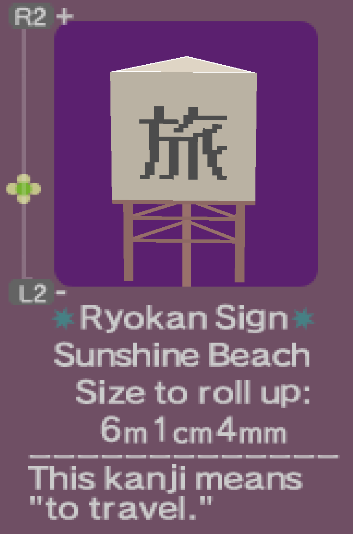 R2 +
旅
L2 -
Ryokan Sign
Sunshine Beach
Size to roll up:
6m1cm4mm
This kanji means
"to travel."